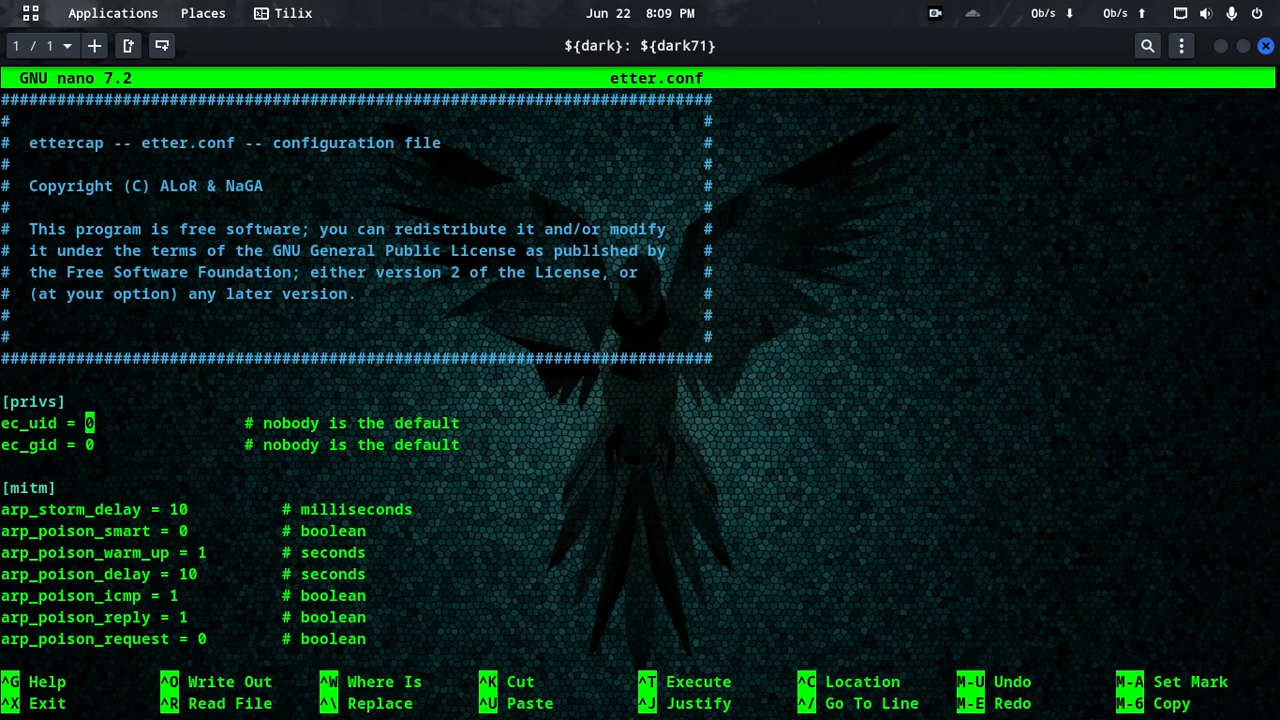 Applications Places Tilix Jun 22 8:09 PM 0b/s ⬇ 0b/s ⬆
1 / 1 ${dark}: ${dark71}
GNU nano 7.2 etter.conf
############################################################################
# #
# ettercap -- etter.conf -- configuration file #
# #
# Copyright (C) ALoR & NaGA #
# #
# This program is free software; you can redistribute it and/or modify #
# it under the terms of the GNU General Public License as published by #
# the Free Software Foundation; either version 2 of the License, or #
# (at your option) any later version. #
# #
# #
############################################################################
[privs]
ec_uid = 0 # nobody is the default
ec_gid = 0 # nobody is the default
[mitm]
arp_storm_delay = 10 # milliseconds
arp_poison_smart = 0 # boolean
arp_poison_warm_up = 1 # seconds
arp_poison_delay = 10 # seconds
arp_poison_icmp = 1 # boolean
arp_poison_reply = 1 # boolean
arp_poison_request = 0 # boolean
^G Help ^O Write Out ^W Where Is ^K Cut ^T Execute ^C Location M-U Undo M-A Set Mark
^X Exit ^R Read File ^\ Replace ^U Paste ^J Justify ^/ Go To Line M-E Redo M-6 Copy